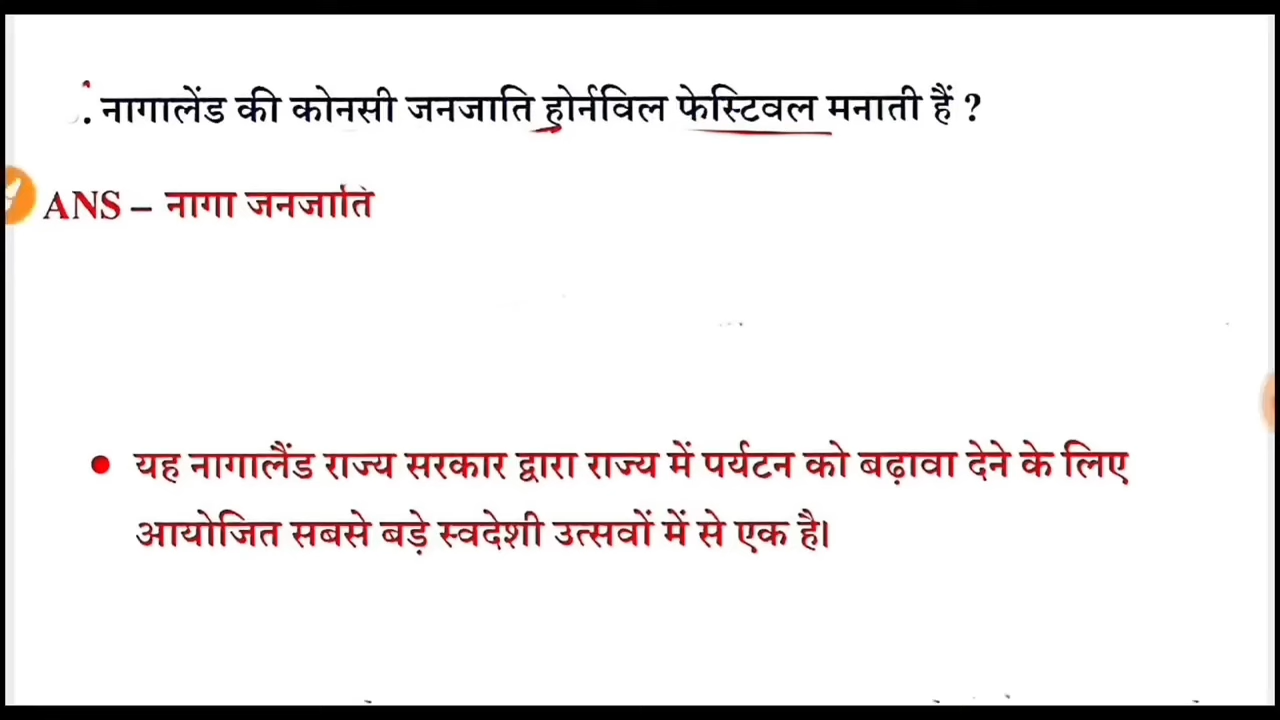 . नागालेंड की कोनसी जनजाति होर्नविल फेस्टिवल मनाती हैं ?
ANS – नागा जनजाति
• यह नागालैंड राज्य सरकार द्वारा राज्य में पर्यटन को बढ़ावा देने के लिए
आयोजित सबसे बड़े स्वदेशी उत्सवों में से एक है।